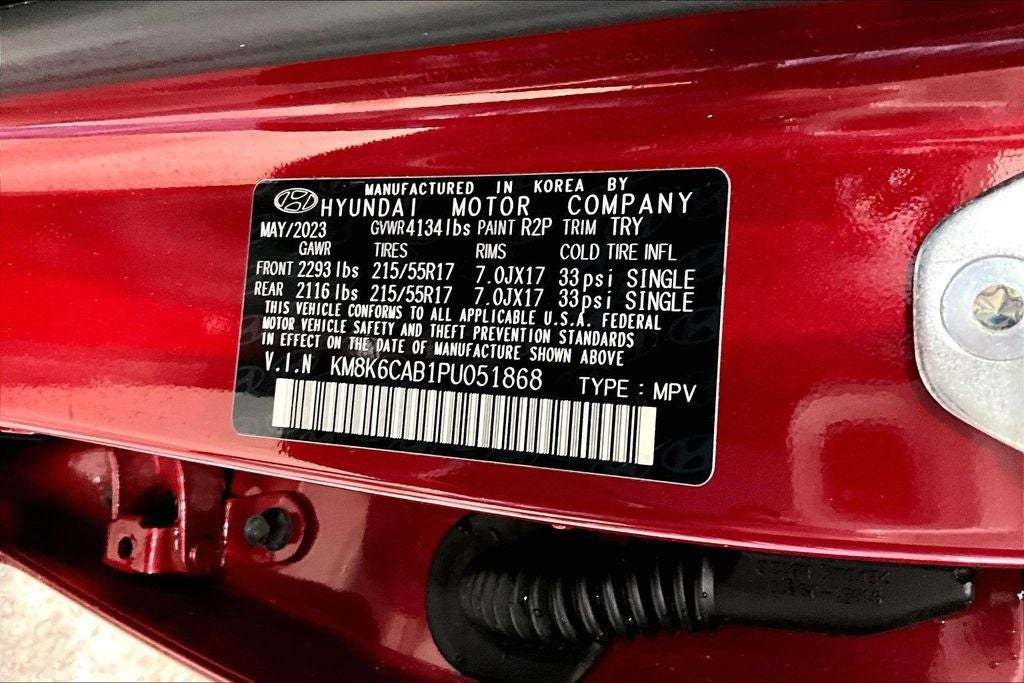 MANUFACTURED IN KOREA BY
HYUNDAI MOTOR COMPANY
MAY/2023 GVWR 4134 lbs PAINT R2P TRIM TRY
GAWR TIRES RIMS COLD TIRE INFL
FRONT 2293 lbs 215/55R17 7.0JX17 33psi SINGLE
REAR 2116 lbs 215/55R17 7.0JX17 33psi SINGLE
THIS VEHICLE CONFORMS TO ALL APPLICABLE U.S.A. FEDERAL
MOTOR VEHICLE SAFETY AND THEFT PREVENTION STANDARDS
IN EFFECT ON THE DATE OF MANUFACTURE SHOWN ABOVE
V.I.N KM8K6CAB1PU051868 TYPE : MPV